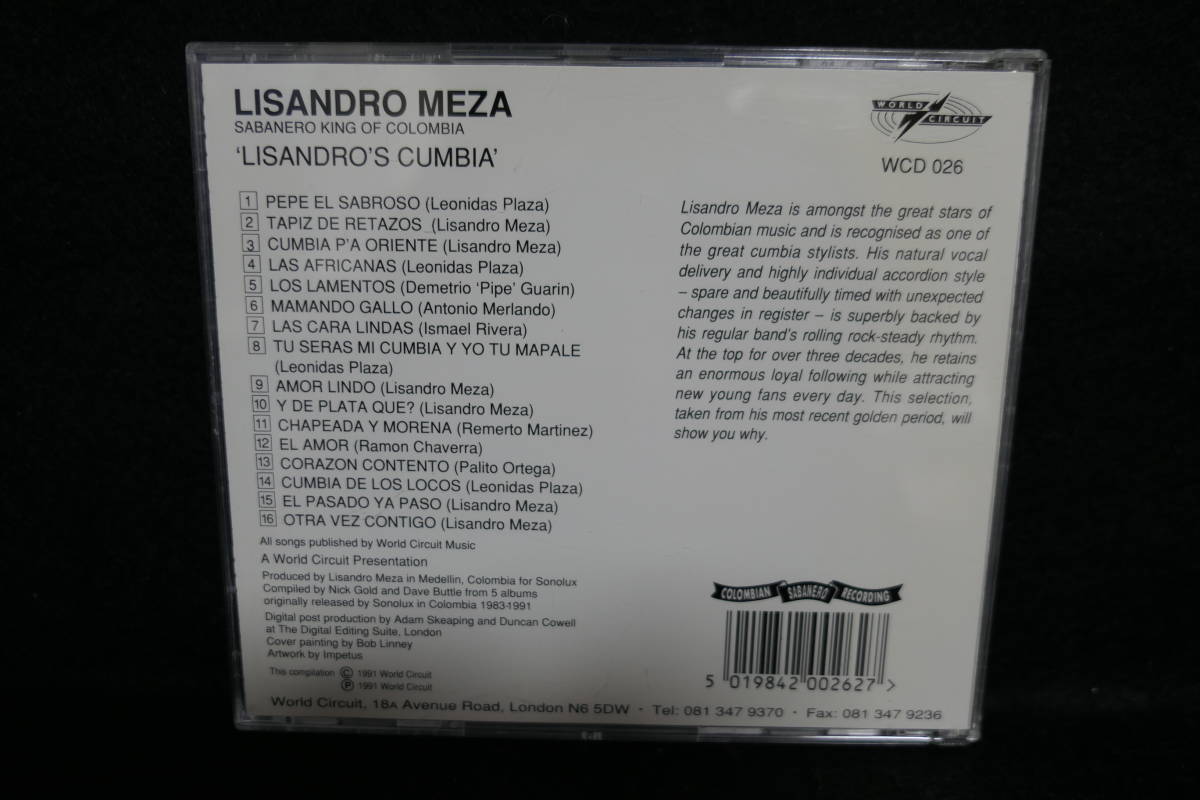 LISANDRO MEZA
SABANERO KING OF COLOMBIA
'LISANDRO'S CUMBIA'
1 PEPE EL SABROSO (Leonidas Plaza)
2 TAPIZ DE RETAZOS (Lisandro Meza)
3 CUMBIA P'A ORIENTE (Lisandro Meza)
4 LAS AFRICANAS (Leonidas Plaza)
5 LOS LAMENTOS (Demetrio 'Pipe' Guarin)
6 MAMANDO GALLO (Antonio Merlando)
7 LAS CARA LINDAS (Ismael Rivera)
8 TU SERAS MI CUMBIA Y YO TU MAPALE
(Leonidas Plaza)
9 AMOR LINDO (Lisandro Meza)
10 Y DE PLATA QUE? (Lisandro Meza)
11 CHAPEADA Y MORENA (Remerto Martinez)
12 EL AMOR (Ramon Chaverra)
13 CORAZON CONTENTO (Palito Ortega)
14 CUMBIA DE LOS LOCOS (Leonidas Plaza)
15 EL PASADO YA PASO (Lisandro Meza)
16 OTRA VEZ CONTIGO (Lisandro Meza)
All songs published by World Circuit Music
A World Circuit Presentation
Produced by Lisandro Meza in Medellin, Colombia for Sonolux
Compiled by Nick Gold and Dave Buttle from 5 albums
originally released by Sonolux in Colombia 1983-1991
Digital post production by Adam Skeaping and Duncan Cowell
at The Digital Editing Suite, London
Cover painting by Bob Linney
Artwork by Impetus
This compilation © 1991 World Circuit
℗ 1991 World Circuit
WORLD CIRCUIT
WCD 026
Lisandro Meza is amongst the great stars of
Colombian music and is recognised as one of
the great cumbia stylists. His natural vocal
delivery and highly individual accordion style
– spare and beautifully timed with unexpected
changes in register – is superbly backed by
his regular band's rolling rock-steady rhythm.
At the top for over three decades, he retains
an enormous loyal following while attracting
new young fans every day. This selection,
taken from his most recent golden period, will
show you why.
COLOMBIAN SABANERO RECORDING
5 019842 002627 >
World Circuit, 18A Avenue Road, London N6 5DW · Tel: 081 347 9370 · Fax: 081 347 9236